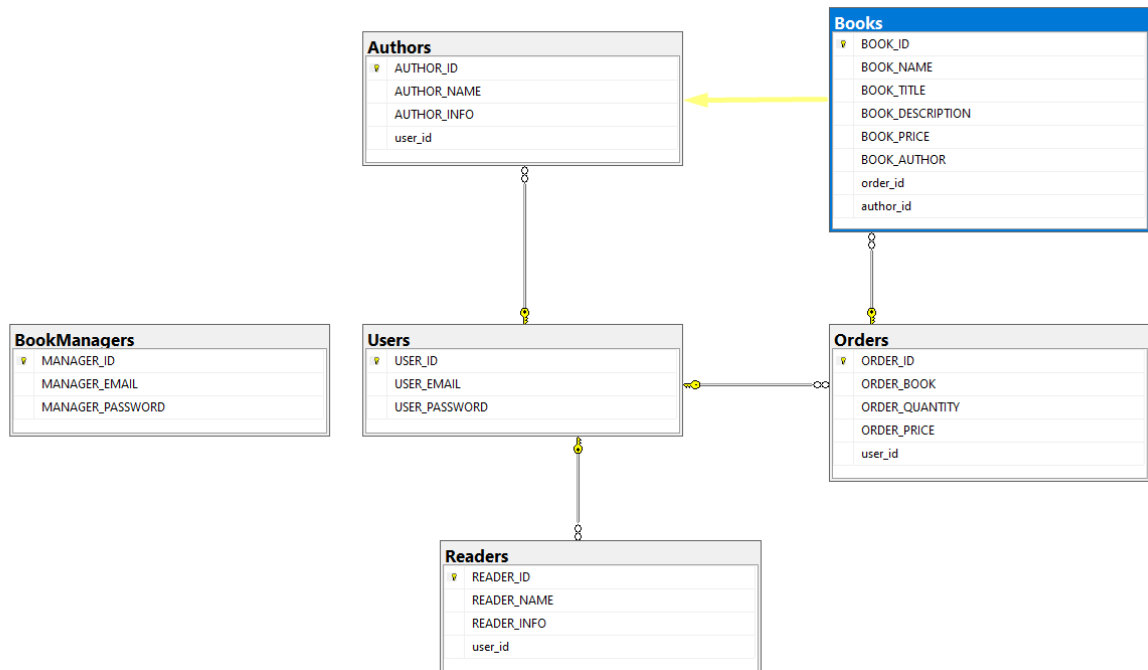 Authors
AUTHOR_ID
AUTHOR_NAME
AUTHOR_INFO
user_id
Books
BOOK_ID
BOOK_NAME
BOOK_TITLE
BOOK_DESCRIPTION
BOOK_PRICE
BOOK_AUTHOR
order_id
author_id
BookManagers
MANAGER_ID
MANAGER_EMAIL
MANAGER_PASSWORD
Users
USER_ID
USER_EMAIL
USER_PASSWORD
Orders
ORDER_ID
ORDER_BOOK
ORDER_QUANTITY
ORDER_PRICE
user_id
Readers
READER_ID
READER_NAME
READER_INFO
user_id